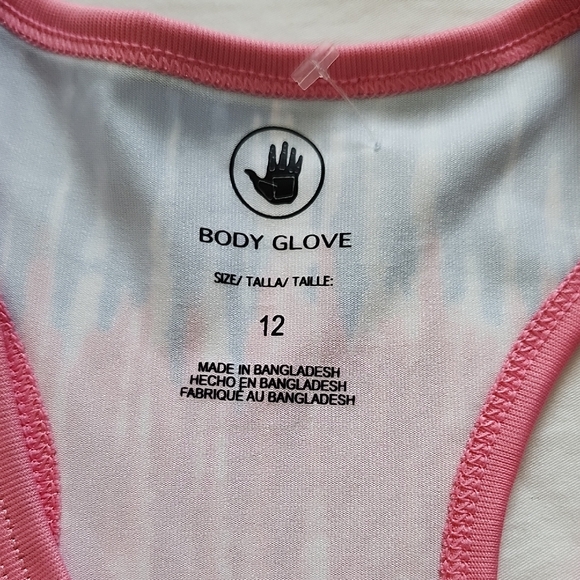 BODY GLOVE
SIZE/ TALLA/ TAILLE:
12
MADE IN BANGLADESH
HECHO EN BANGLADESH
FABRIQUÉ AU BANGLADESH